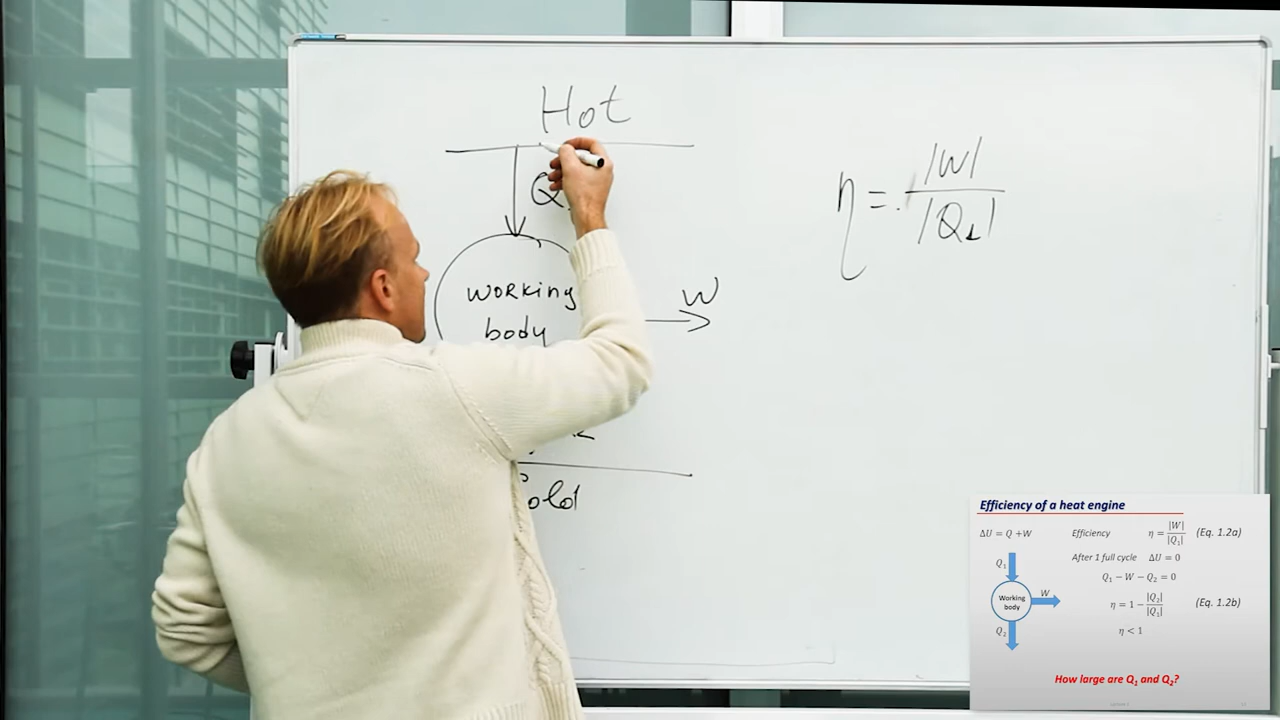 Hot
Q
working
body
W
old
η = |W| / |Q₁|
Efficiency of a heat engine
ΔU = Q +W
Efficiency
η = |W| / |Q₁|
(Eq. 1.2a)
After 1 full cycle ΔU = 0
Q₁
Q₁ − W − Q₂ = 0
Working
body
W
η = 1 − |Q₂| / |Q₁|
(Eq. 1.2b)
Q₂
η < 1
How large are Q₁ and Q₂?